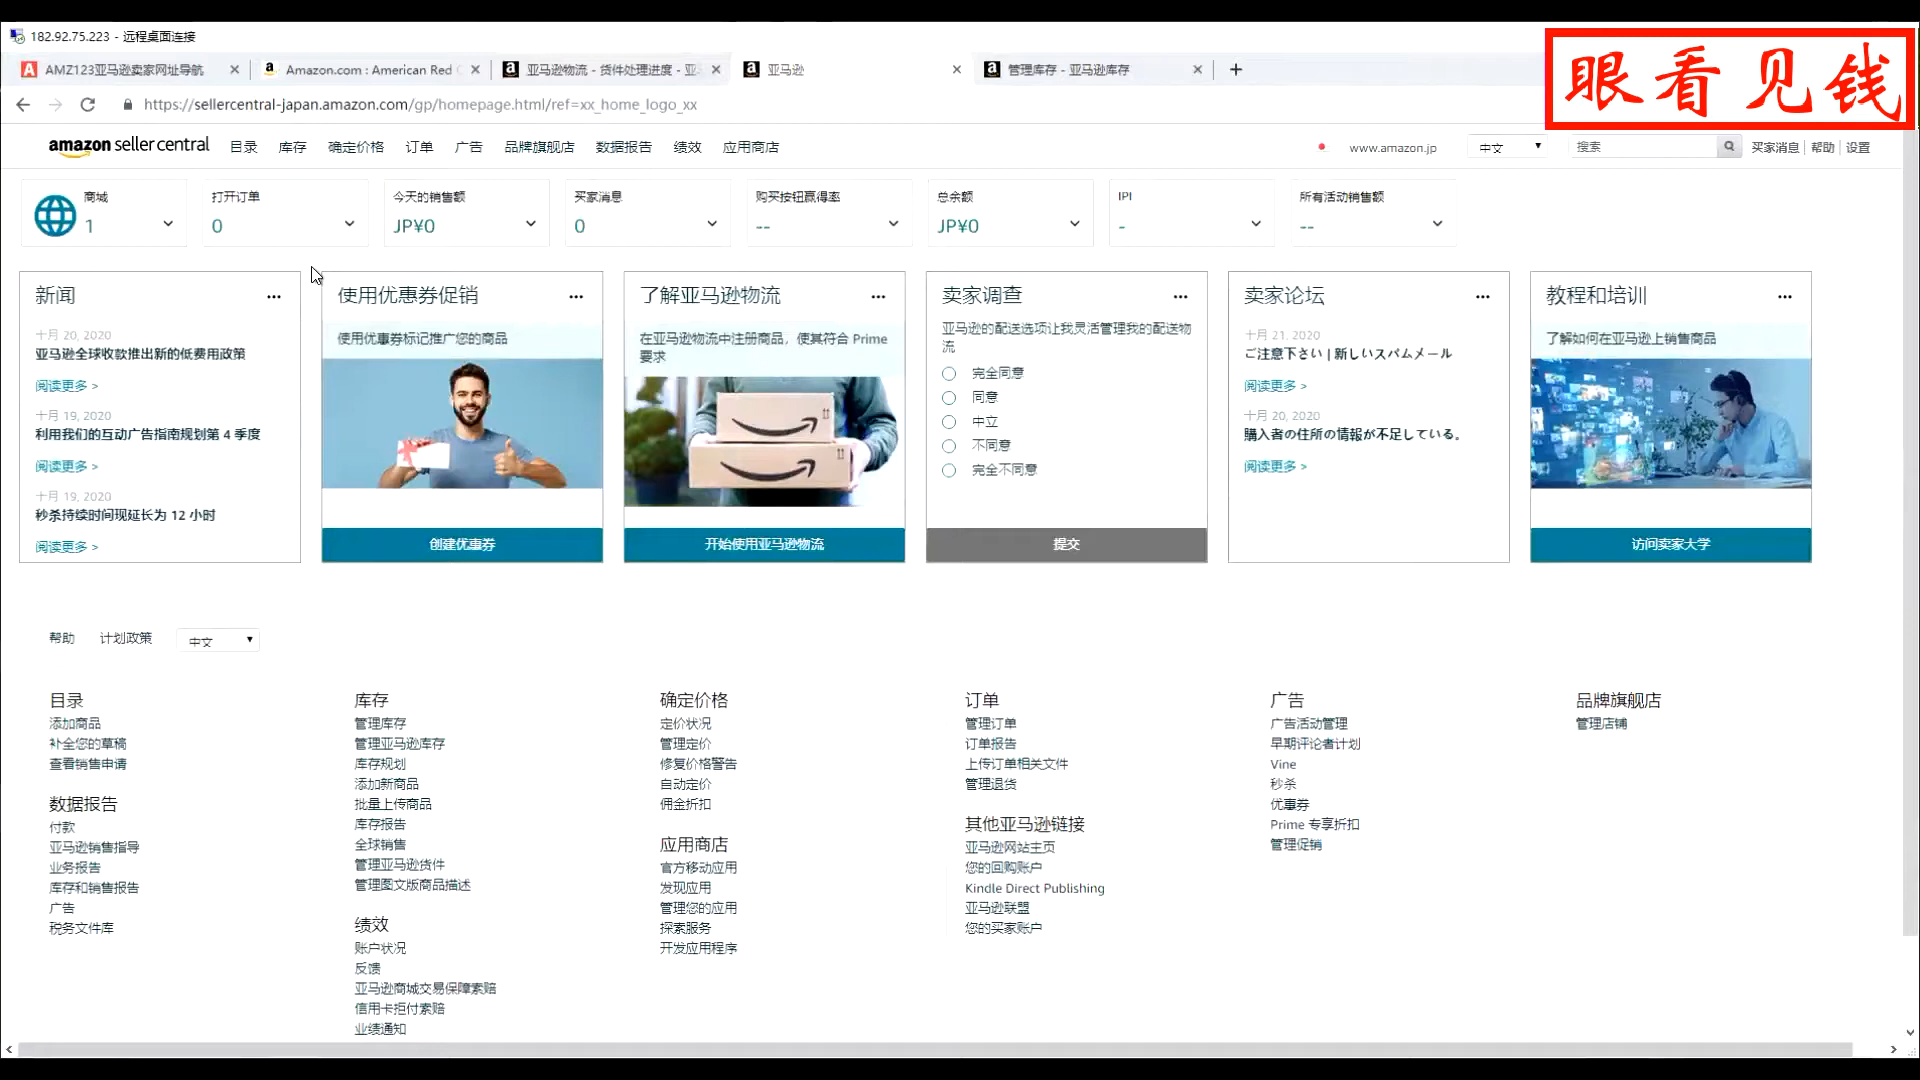 182.92.75.223 - 远程桌面连接
眼看见钱
AMZ123亚马逊卖家网址导航
Amazon.com : American Red
亚马逊物流 - 货件处理进度 - 亚
亚马逊
管理库存 - 亚马逊库存
https://sellercentral-japan.amazon.com/gp/homepage.html/ref=xx_home_logo_xx
amazon seller central 目录 库存 确定价格 订单 广告 品牌旗舰店 数据报告 绩效 应用商店 www.amazon.jp 中文 搜索 买家消息 帮助 设置
商城
1
打开订单
0
今天的销售额
JP¥0
买家消息
0
购买按钮赢得率
--
总余额
JP¥0
IPI
-
所有活动销售额
--
新闻
十月 20, 2020
亚马逊全球收款推出新的低费用政策
阅读更多 >
十月 19, 2020
利用我们的互动广告指南规划第 4 季度
阅读更多 >
十月 19, 2020
秒杀持续时间现延长为 12 小时
阅读更多 >
使用优惠券促销
使用优惠券标记推广您的商品
创建优惠券
了解亚马逊物流
在亚马逊物流中注册商品，使其符合 Prime
要求
开始使用亚马逊物流
卖家调查
亚马逊的配送选项让我灵活管理我的配送物
流
完全同意
同意
中立
不同意
完全不同意
提交
卖家论坛
十月 21, 2020
ご注意下さい | 新しいスパムメール
阅读更多 >
十月 20, 2020
購入者の住所の情報が不足している。
阅读更多 >
教程和培训
了解如何在亚马逊上销售商品
访问卖家大学
帮助 计划政策 中文
目录
添加商品
补全您的草稿
查看销售申请
数据报告
付款
亚马逊销售指导
业务报告
库存和销售报告
广告
税务文件库
库存
管理库存
管理亚马逊库存
库存规划
添加新商品
批量上传商品
库存报告
全球销售
管理亚马逊货件
管理图文版商品描述
绩效
账户状况
反馈
亚马逊商城交易保障索赔
信用卡拒付索赔
业绩通知
确定价格
定价状况
管理定价
修复价格警告
自动定价
佣金折扣
应用商店
官方移动应用
发现应用
管理您的应用
探索服务
开发应用程序
订单
管理订单
订单报告
上传订单相关文件
管理退货
其他亚马逊链接
亚马逊网站主页
您的回购账户
Kindle Direct Publishing
亚马逊联盟
您的买家账户
广告
广告活动管理
早期评论者计划
Vine
秒杀
优惠券
Prime 专享折扣
管理促销
品牌旗舰店
管理店铺